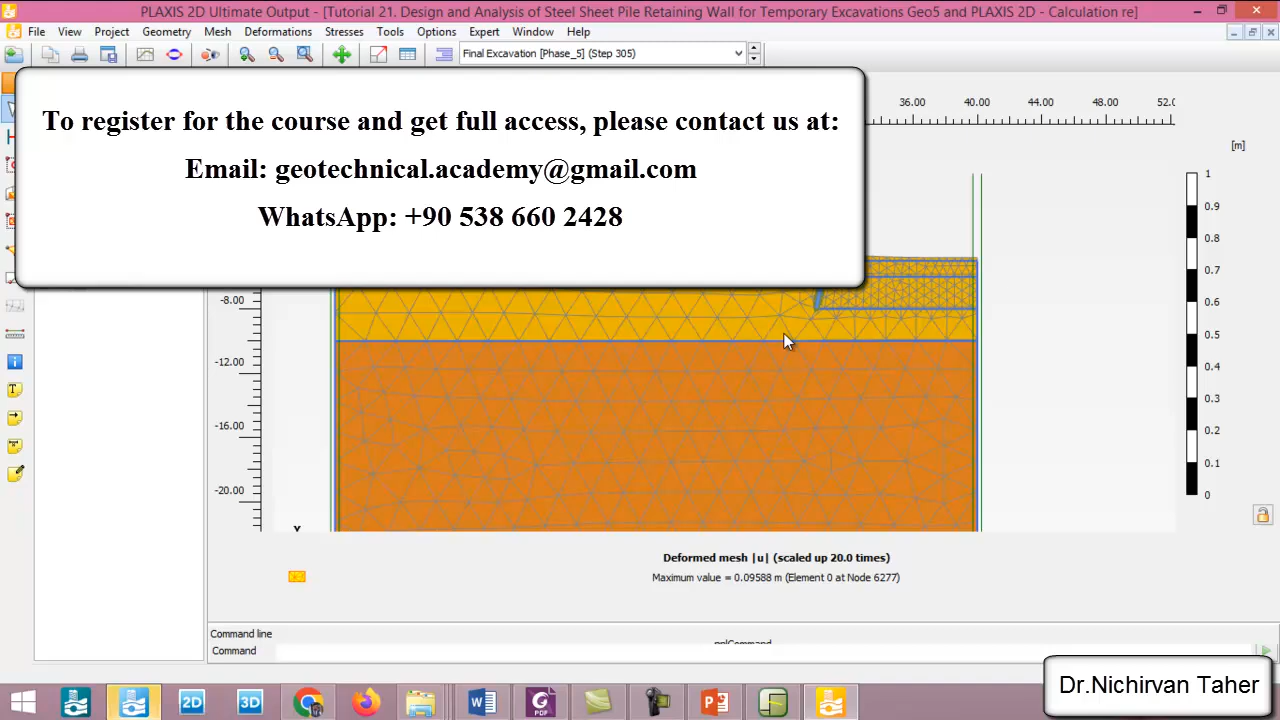 PLAXIS 2D Ultimate Output - [Tutorial 21. Design and Analysis of Steel Sheet Pile Retaining Wall for Temporary Excavations Geo5 and PLAXIS 2D - Calculation re]
File View Project Geometry Mesh Deformations Stresses Tools Options Expert Window Help
Final Excavation [Phase_5] (Step 305)
To register for the course and get full access, please contact us at:
Email: geotechnical.academy@gmail.com
WhatsApp: +90 538 660 2428
36.00 40.00 44.00 48.00 52.0
[m]
1
0.9
0.8
0.7
0.6
0.5
0.4
0.3
0.2
0.1
0
-8.00
-12.00
-16.00
-20.00
Deformed mesh |u| (scaled up 20.0 times)
Maximum value = 0.09588 m (Element 0 at Node 6277)
Command line
Command
2D 3D
PDF
Dr.Nichirvan Taher